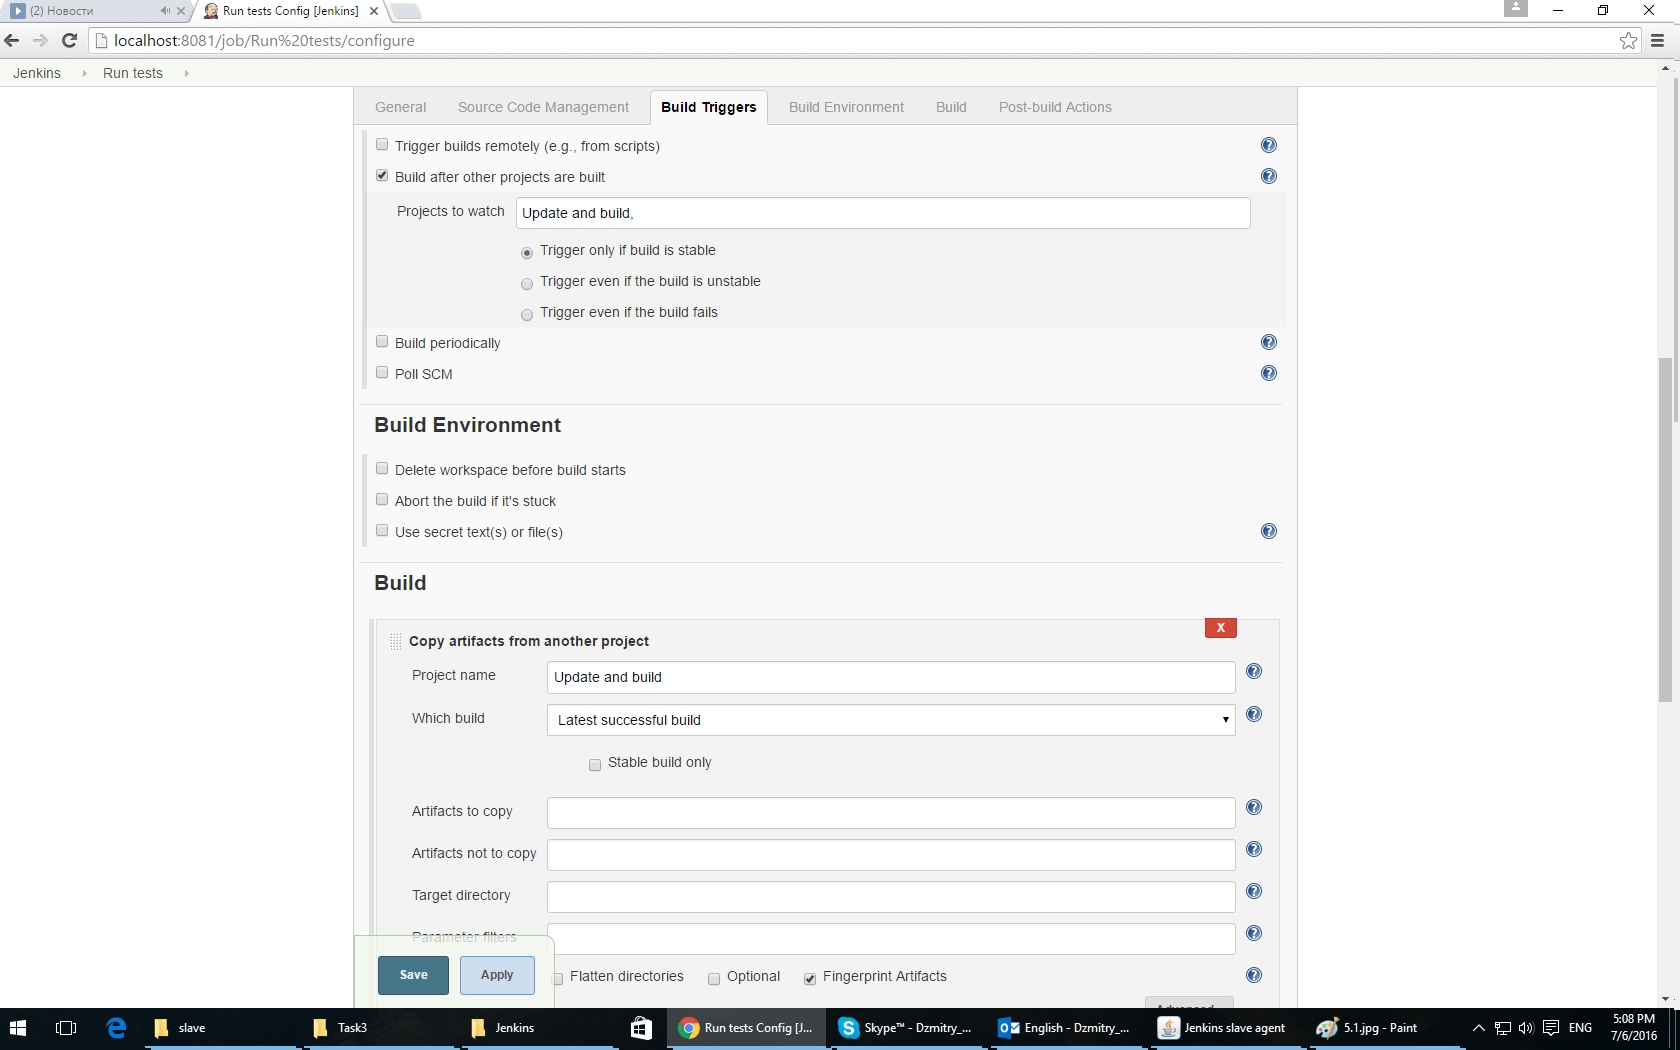 (2) Новости
Run tests Config [Jenkins]
localhost:8081/job/Run%20tests/configure
Jenkins
Run tests
General
Source Code Management
Build Triggers
Build Environment
Build
Post-build Actions
Trigger builds remotely (e.g., from scripts)
Build after other projects are built
Projects to watch
Update and build,
Trigger only if build is stable
Trigger even if the build is unstable
Trigger even if the build fails
Build periodically
Poll SCM
Build Environment
Delete workspace before build starts
Abort the build if it's stuck
Use secret text(s) or file(s)
Build
X
Copy artifacts from another project
Project name
Update and build
Which build
Latest successful build
Stable build only
Artifacts to copy
Artifacts not to copy
Target directory
Parameter filters
Save
Apply
Flatten directories
Optional
Fingerprint Artifacts
Advanced...
slave
Task3
Jenkins
Run tests Config [J...
Skype™ - Dzmitry_...
English - Dzmitry_...
Jenkins slave agent
5.1.jpg - Paint
ENG
5:08 PM
7/6/2016